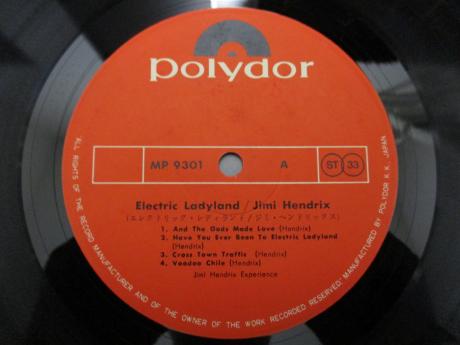 polydor
MP 9301 A ST 33
Electric Ladyland / Jimi Hendrix
(エレクトリック・レディランド/ジミ・ヘンドリックス)
1. And The Gods Made Love (Hendrix)
2. Have You Ever Been To Electric Ladyland
(Hendrix)
3. Cross Town Traffic (Hendrix)
4. Voodoo Chile (Hendrix)
Jimi Hendrix Experience
ALL RIGHTS OF THE RECORD MANUFACTURER AND OF THE OWNER OF THE WORK RECORDED RESERVED. MANUFACTURED BY POLYDOR K.K. JAPAN